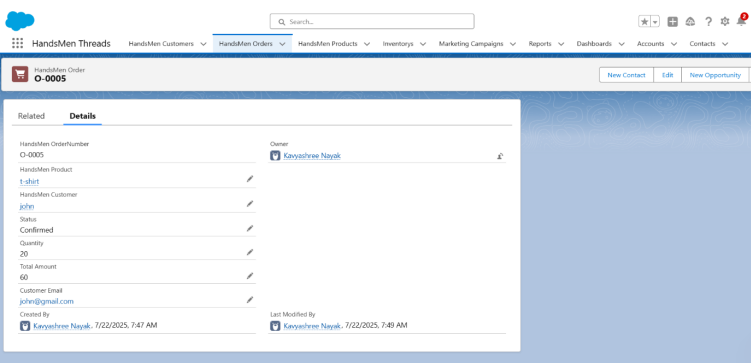 Search...
2
HandsMen Threads
HandsMen Customers
HandsMen Orders
HandsMen Products
Inventorys
Marketing Campaigns
Reports
Dashboards
Accounts
Contacts
HandsMen Order
O-0005
New Contact
Edit
New Opportunity
Related
Details
HandsMen OrderNumber
O-0005
Owner
Kavyashree Nayak
HandsMen Product
t-shirt
HandsMen Customer
john
Status
Confirmed
Quantity
20
Total Amount
60
Customer Email
john@gmail.com
Created By
Kavyashree Nayak, 7/22/2025, 7:47 AM
Last Modified By
Kavyashree Nayak, 7/22/2025, 7:49 AM